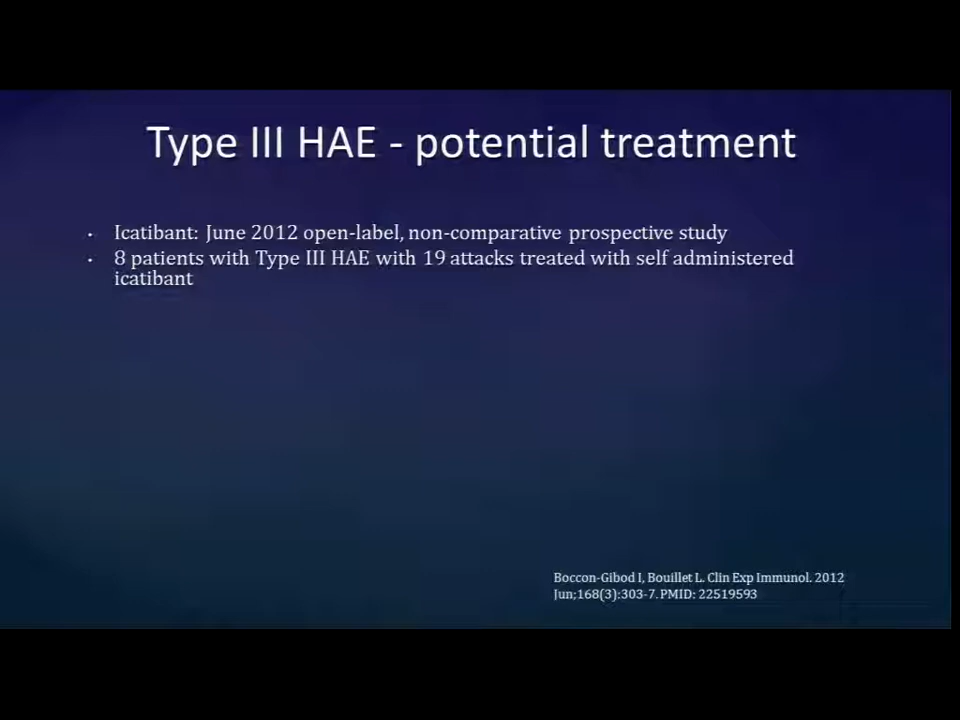 Type III HAE - potential treatment
• Icatibant: June 2012 open-label, non-comparative prospective study
• 8 patients with Type III HAE with 19 attacks treated with self administered
icatibant
Boccon-Gibod I, Bouillet L. Clin Exp Immunol. 2012
Jun;168(3):303-7. PMID: 22519593